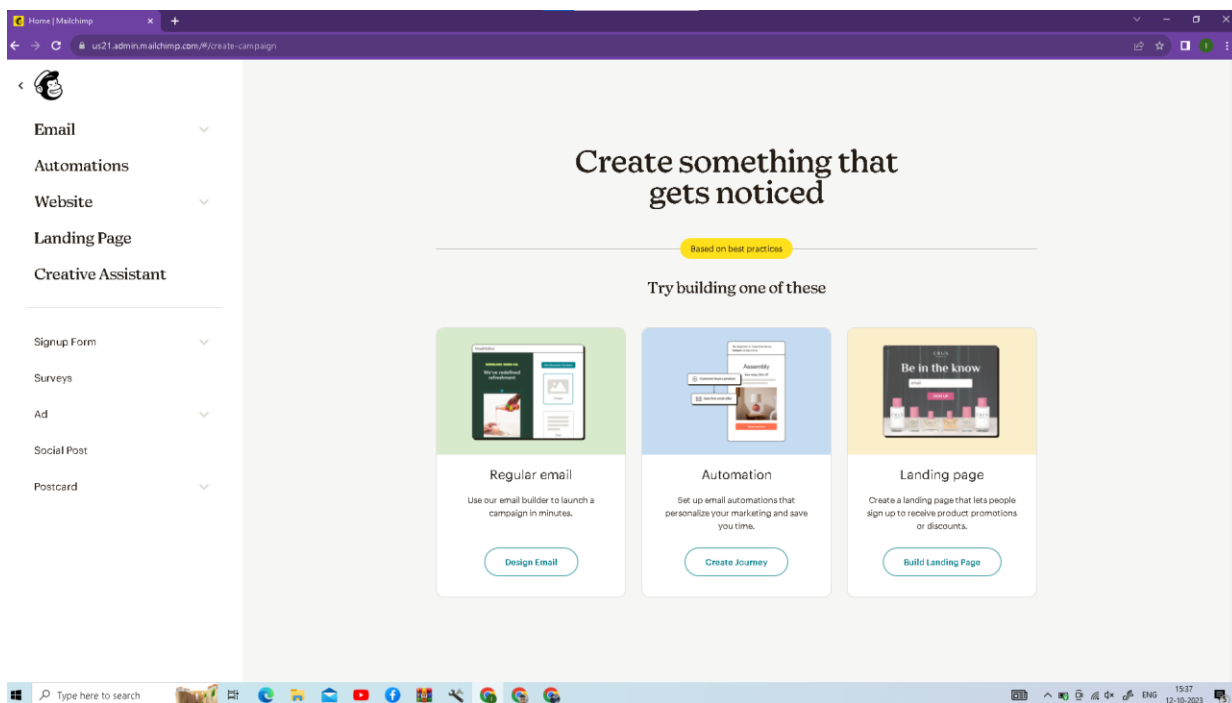 Home | Mailchimp
us21.admin.mailchimp.com/#/create-campaign
Email
Automations
Website
Landing Page
Creative Assistant
Signup Form
Surveys
Ad
Social Post
Postcard
Create something that
gets noticed
Based on best practices
Try building one of these
We've redefined
refreshment
Assembly
Be in the know
email
SIGN UP
Regular email
Use our email builder to launch a
campaign in minutes.
Design Email
Automation
Set up email automations that
personalize your marketing and save
you time.
Create Journey
Landing page
Create a landing page that lets people
sign up to receive product promotions
or discounts.
Build Landing Page
Type here to search
ENG
15:37
12-10-2023